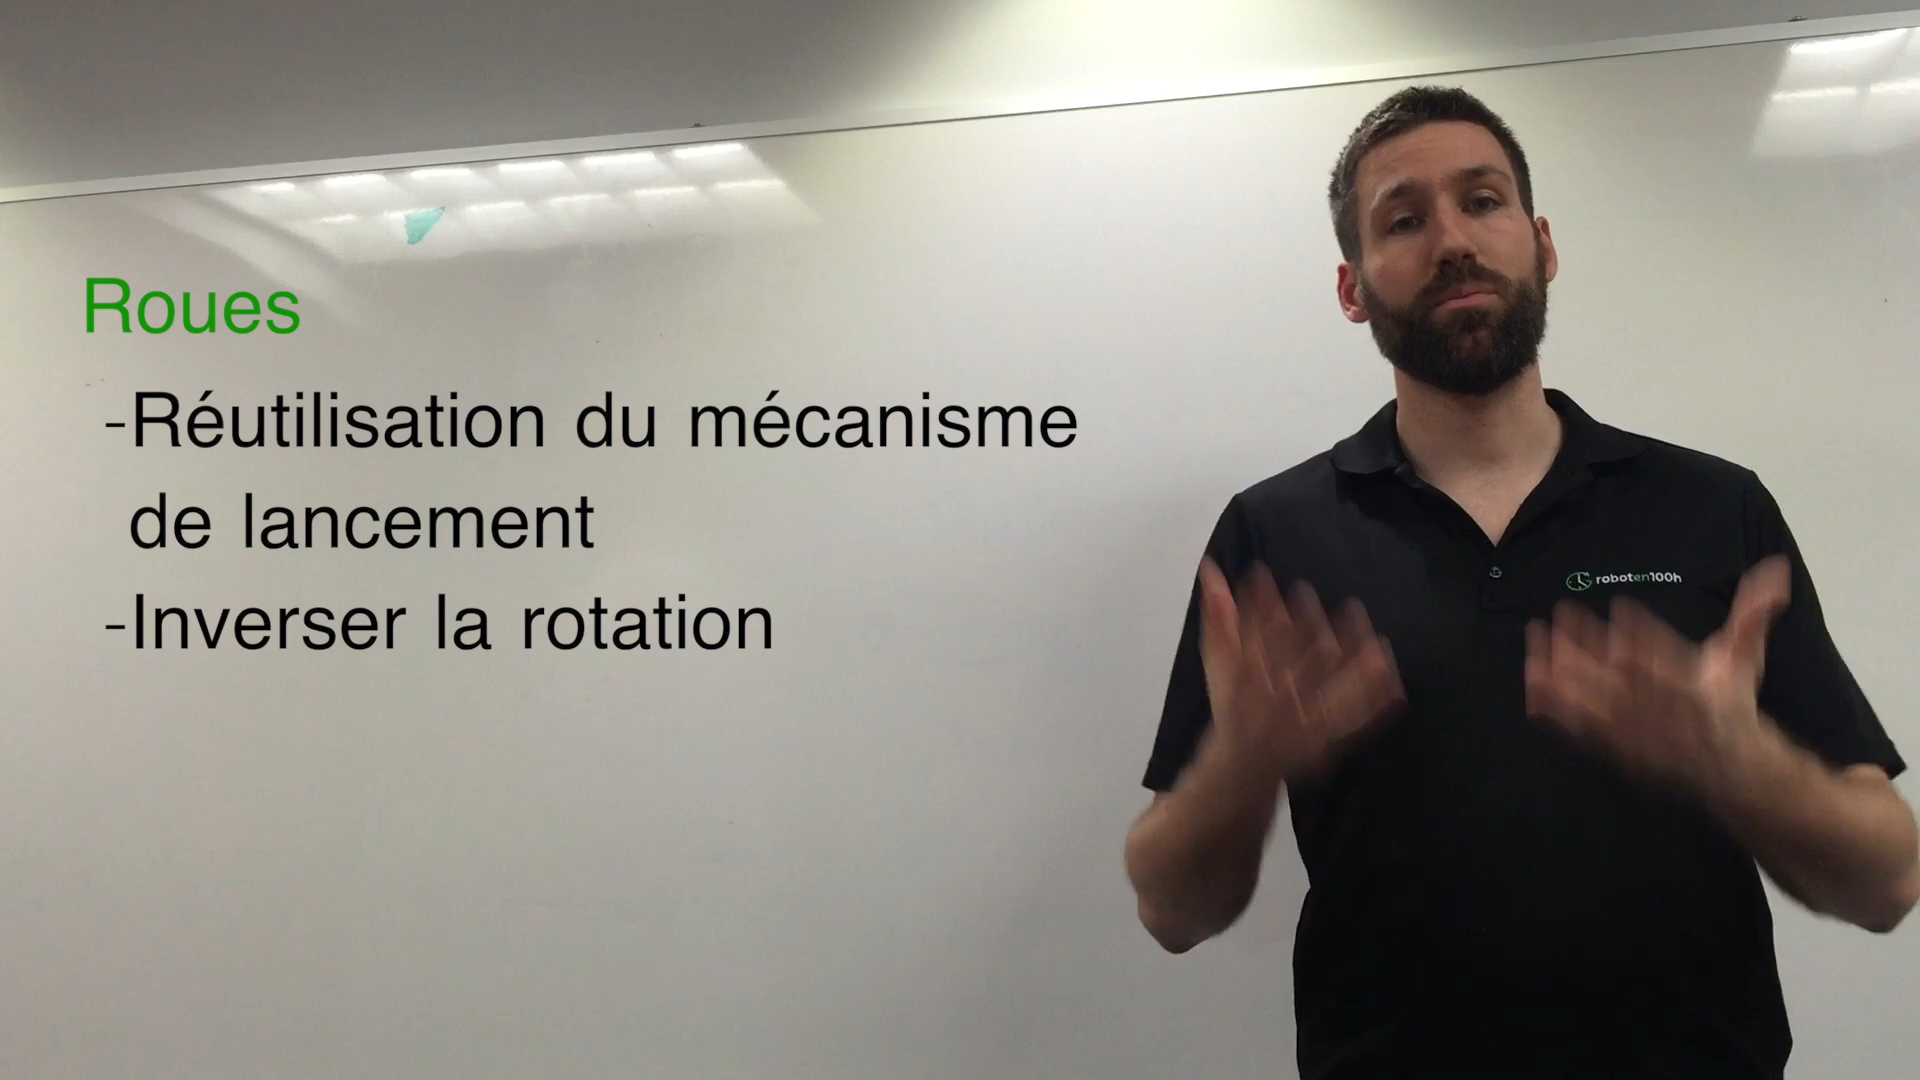 Roues
-Réutilisation du mécanisme
de lancement
-Inverser la rotation
roboten100h